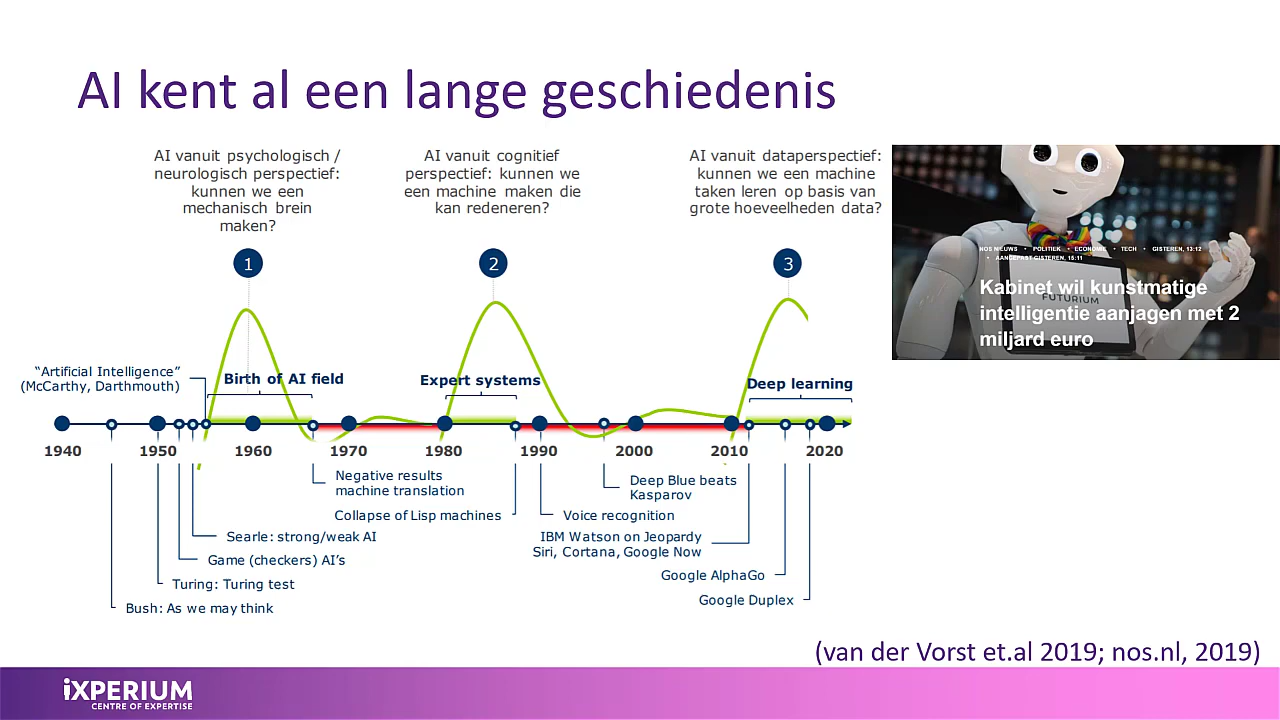 AI kent al een lange geschiedenis
AI vanuit psychologisch /
neurologisch perspectief:
kunnen we een
mechanisch brein
maken?
AI vanuit cognitief
perspectief: kunnen we
een machine maken die
kan redeneren?
AI vanuit dataperspectief:
kunnen we een machine
taken leren op basis van
grote hoeveelheden data?
1
2
3
NOS NIEUWS • POLITIEK • ECONOMIE • TECH • GISTEREN, 13:12
• AANGEPAST GISTEREN, 15:11
Kabinet wil kunstmatige
intelligentie aanjagen met 2
miljard euro
FUTURIUM
“Artificial Intelligence”
(McCarthy, Darthmouth)
Birth of AI field
Expert systems
Deep learning
1940 1950 1960 1970 1980 1990 2000 2010 2020
Negative results
machine translation
Collapse of Lisp machines
Searle: strong/weak AI
Game (checkers) AI’s
Turing: Turing test
Bush: As we may think
Deep Blue beats
Kasparov
Voice recognition
IBM Watson on Jeopardy
Siri, Cortana, Google Now
Google AlphaGo
Google Duplex
(van der Vorst et.al 2019; nos.nl, 2019)
iXPERIUM
CENTRE OF EXPERTISE